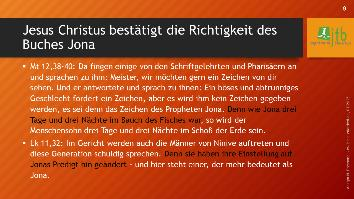 Jesus Christus bestätigt die Richtigkeit des
Buches Jona
Mt 12,38-40: Da fingen einige von den Schriftgelehrten und Pharisäern an
und sprachen zu ihm: Meister, wir möchten gern ein Zeichen von dir
sehen. Und er antwortete und sprach zu ihnen: Ein böses und abtrünniges
Geschlecht fordert ein Zeichen, aber es wird ihm kein Zeichen gegeben
werden, es sei denn das Zeichen des Propheten Jona. Denn wie Jona drei
Tage und drei Nächte im Bauch des Fisches war, so wird der
Menschensohn drei Tage und drei Nächte im Schoß der Erde sein.
Lk 11,32: Im Gericht werden auch die Männer von Ninive auftreten und
diese Generation schuldig sprechen. Denn sie haben ihre Einstellung auf
Jonas Predigt hin geändert – und hier steht einer, der mehr bedeutet als
Jona.
jtb